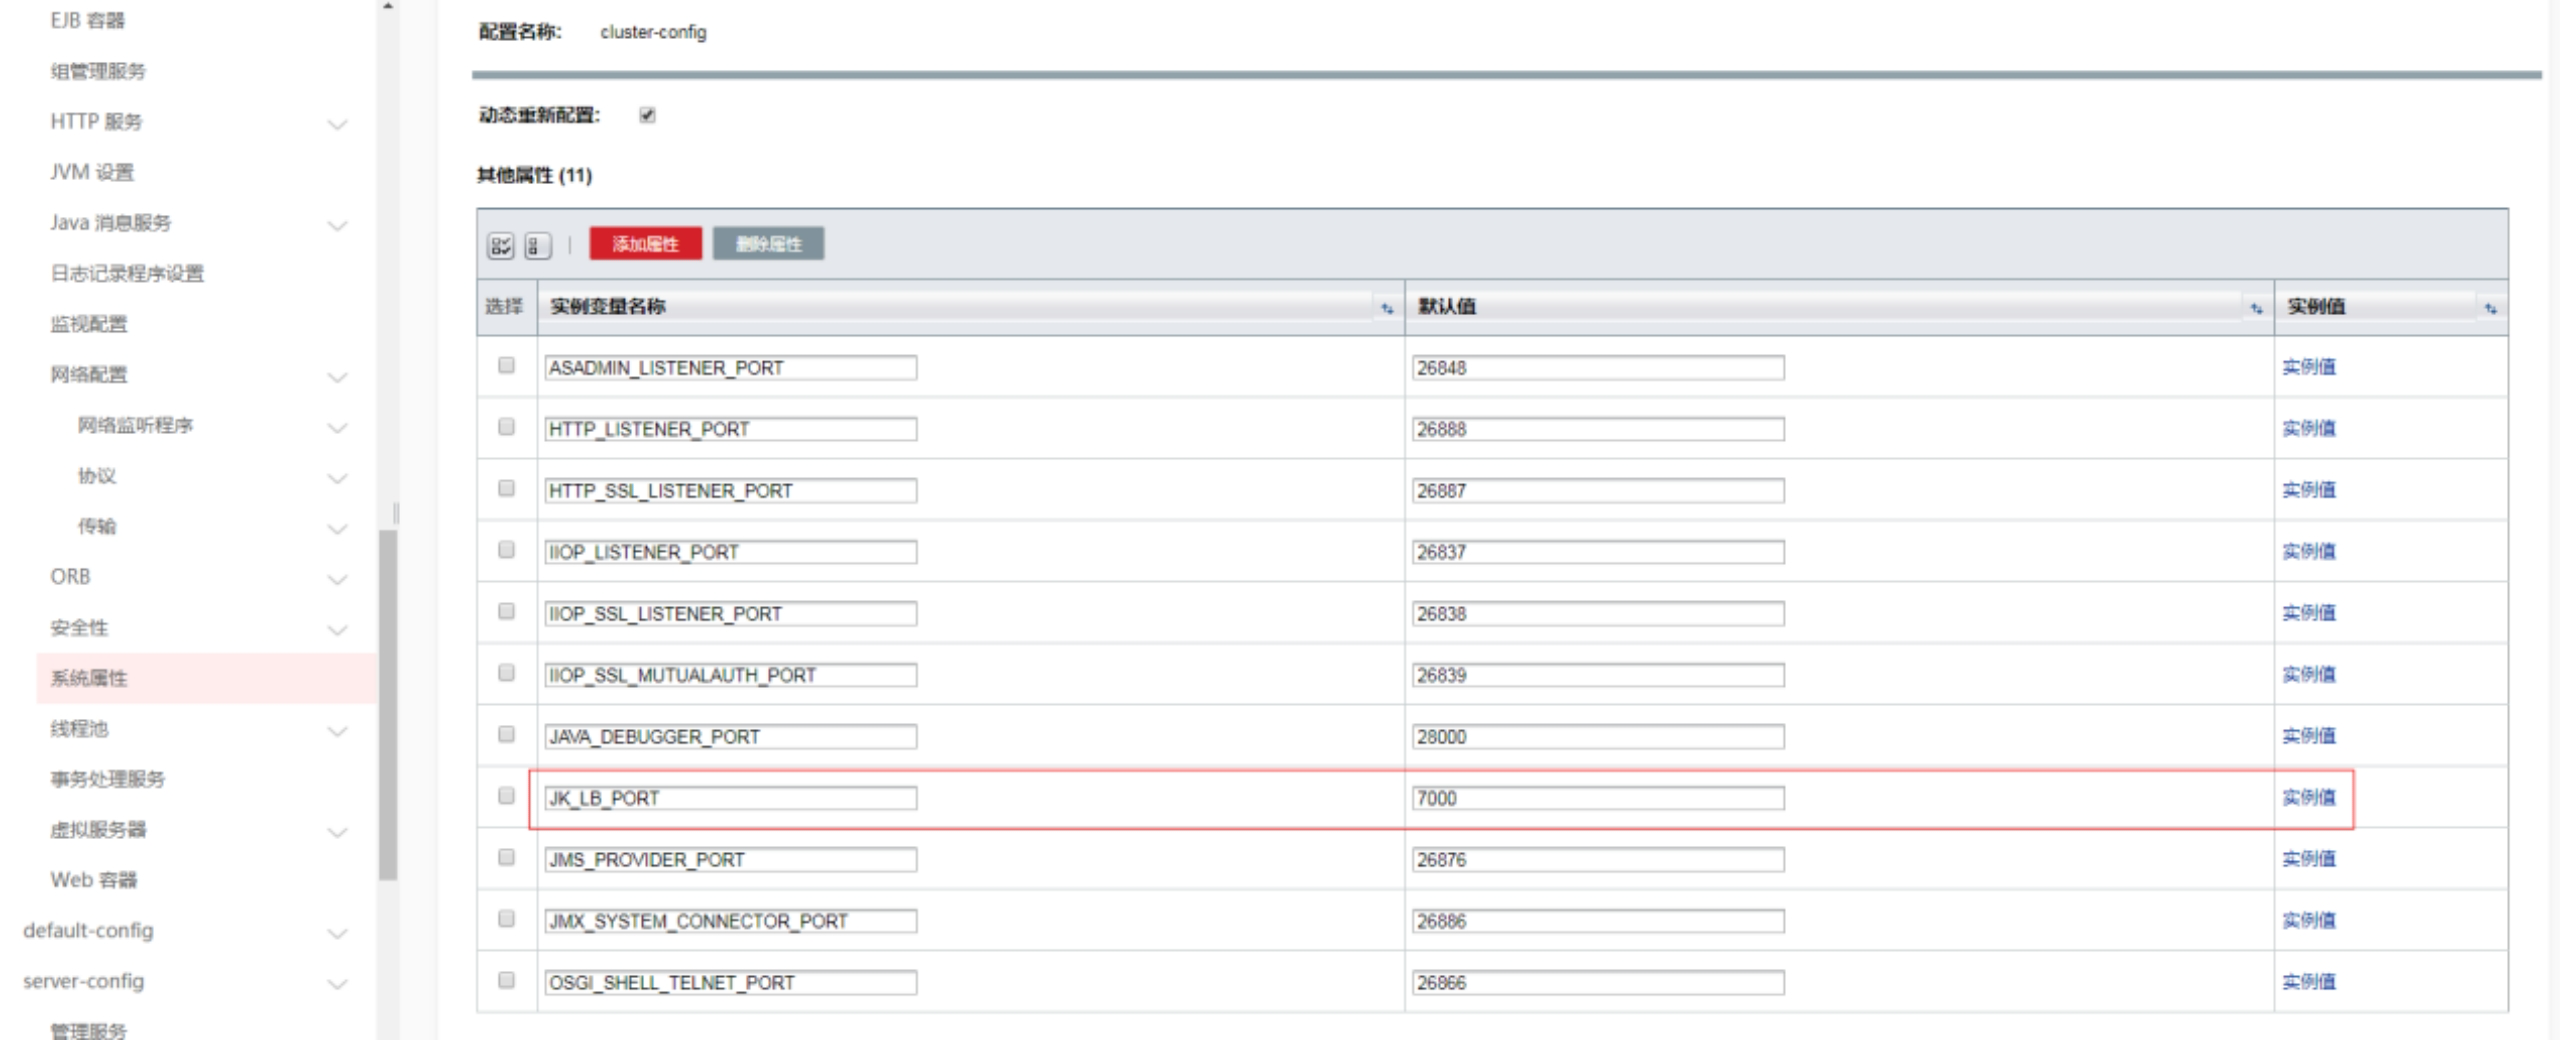 EJB 容器
组管理服务
HTTP 服务
JVM 设置
Java 消息服务
日志记录程序设置
监视配置
网络配置
网络监听程序
协议
传输
ORB
安全性
系统属性
线程池
事务处理服务
虚拟服务器
Web 容器
default-config
server-config
管理服务
配置名称: cluster-config
动态重新配置:
其他属性 (11)
添加属性 删除属性
选择 实例变量名称 默认值 实例值
ASADMIN_LISTENER_PORT 26848 实例值
HTTP_LISTENER_PORT 26888 实例值
HTTP_SSL_LISTENER_PORT 26887 实例值
IIOP_LISTENER_PORT 26837 实例值
IIOP_SSL_LISTENER_PORT 26838 实例值
IIOP_SSL_MUTUALAUTH_PORT 26839 实例值
JAVA_DEBUGGER_PORT 28000 实例值
JK_LB_PORT 7000 实例值
JMS_PROVIDER_PORT 26876 实例值
JMX_SYSTEM_CONNECTOR_PORT 26886 实例值
OSGI_SHELL_TELNET_PORT 26866 实例值